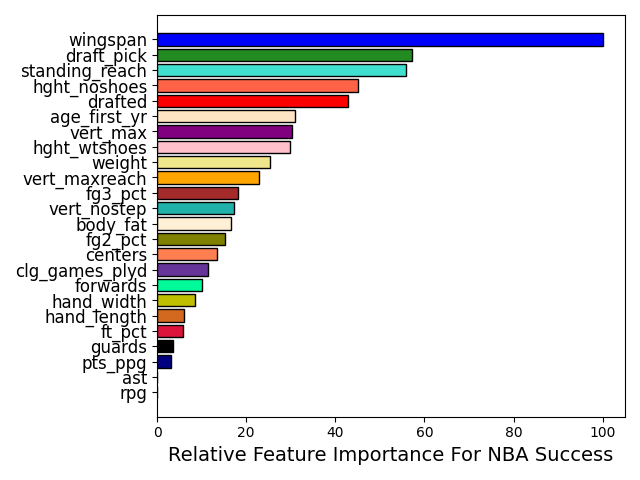 wingspan
draft_pick
standing_reach
hght_noshoes
drafted
age_first_yr
vert_max
hght_wtshoes
weight
vert_maxreach
fg3_pct
vert_nostep
body_fat
fg2_pct
centers
clg_games_plyd
forwards
hand_width
hand_length
ft_pct
guards
pts_ppg
ast
rpg
0 20 40 60 80 100
Relative Feature Importance For NBA Success